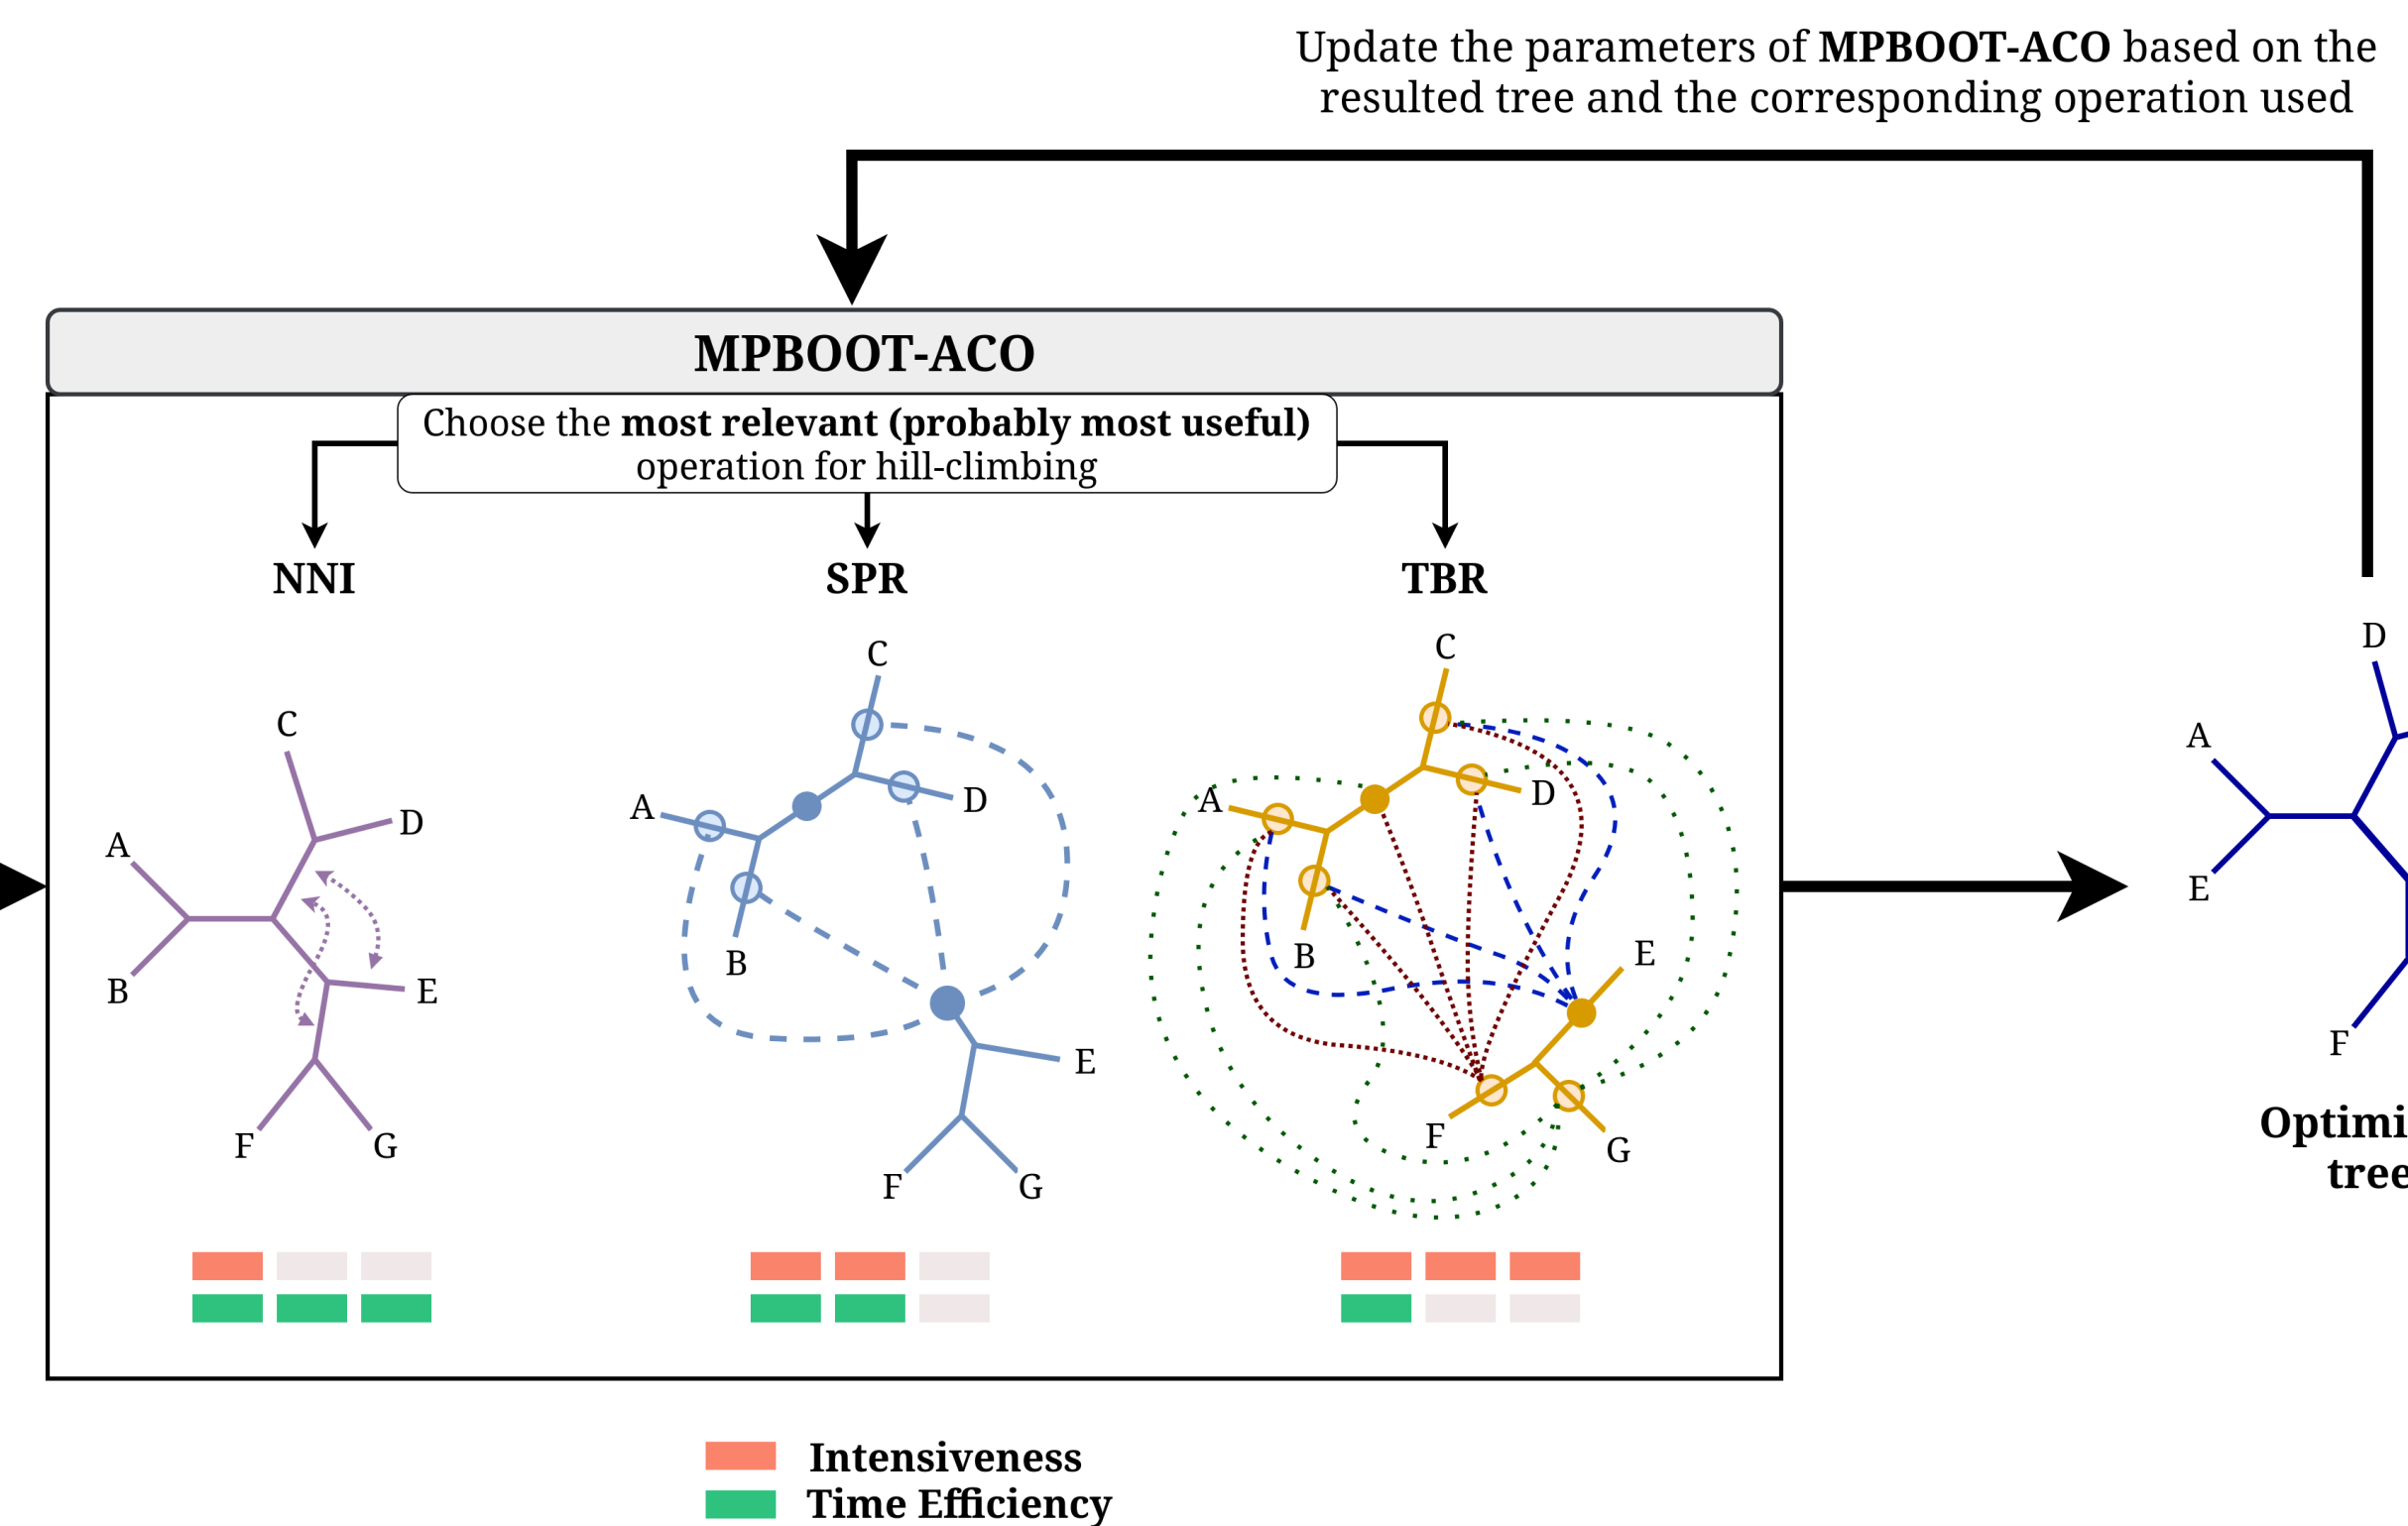 Update the parameters of MPBOOT-ACO based on the
resulted tree and the corresponding operation used
MPBOOT-ACO
Choose the most relevant (probably most useful)
operation for hill-climbing
NNI
SPR
TBR
C
D
A
B
E
F
G
C
A
D
B
E
F
G
C
A
D
B
E
F
G
D
A
E
F
Optimi
tree
Intensiveness
Time Efficiency